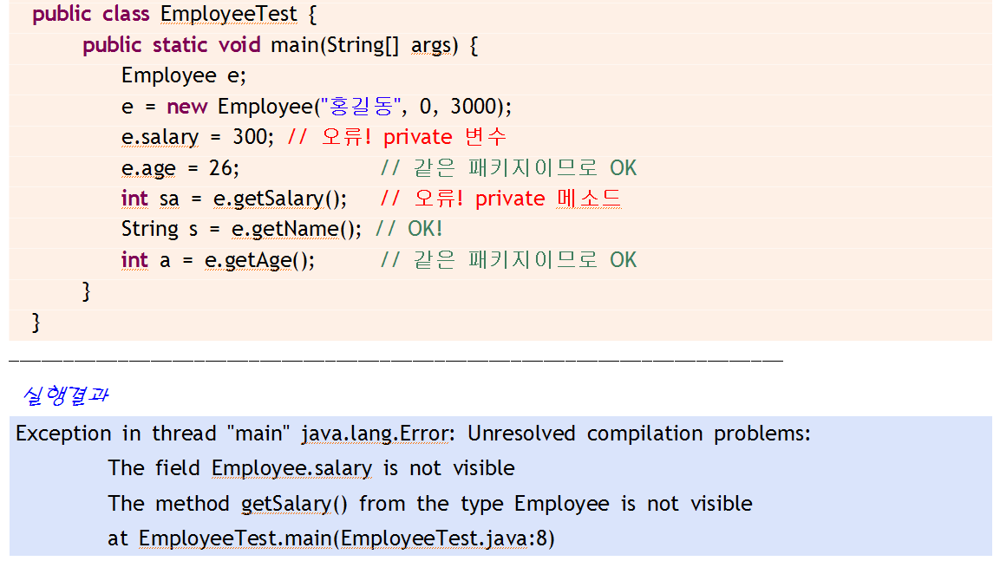 public class EmployeeTest {
public static void main(String[] args) {
Employee e;
e = new Employee("홍길동", 0, 3000);
e.salary = 300; // 오류! private 변수
e.age = 26; // 같은 패키지이므로 OK
int sa = e.getSalary(); // 오류! private 메소드
String s = e.getName(); // OK!
int a = e.getAge(); // 같은 패키지이므로 OK
}
}
실행결과
Exception in thread "main" java.lang.Error: Unresolved compilation problems:
The field Employee.salary is not visible
The method getSalary() from the type Employee is not visible
at EmployeeTest.main(EmployeeTest.java:8)